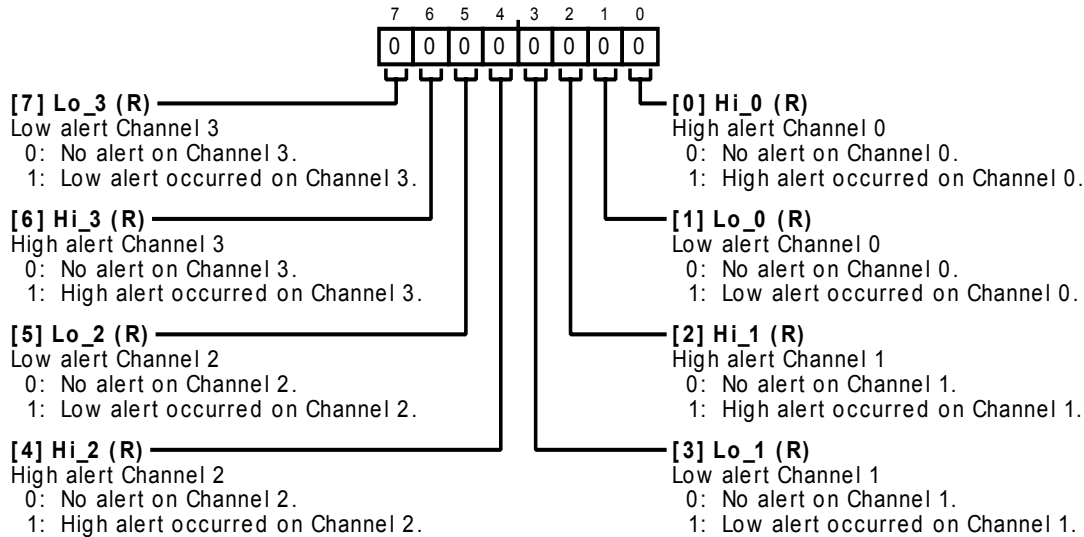 7 6 5 4 3 2 1 0
0 0 0 0 0 0 0 0
[7] Lo_3 (R)
Low alert Channel 3
0: No alert on Channel 3.
1: Low alert occurred on Channel 3.
[6] Hi_3 (R)
High alert Channel 3
0: No alert on Channel 3.
1: High alert occurred on Channel 3.
[5] Lo_2 (R)
Low alert Channel 2
0: No alert on Channel 2.
1: Low alert occurred on Channel 2.
[4] Hi_2 (R)
High alert Channel 2
0: No alert on Channel 2.
1: High alert occurred on Channel 2.
[0] Hi_0 (R)
High alert Channel 0
0: No alert on Channel 0.
1: High alert occurred on Channel 0.
[1] Lo_0 (R)
Low alert Channel 0
0: No alert on Channel 0.
1: Low alert occurred on Channel 0.
[2] Hi_1 (R)
High alert Channel 1
0: No alert on Channel 1.
1: High alert occurred on Channel 1.
[3] Lo_1 (R)
Low alert Channel 1
0: No alert on Channel 1.
1: Low alert occurred on Channel 1.